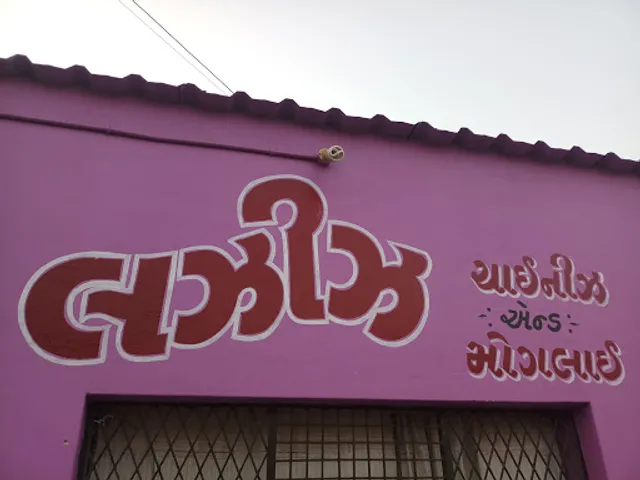 લઝીઝ
ચાઈનીઝ
-: એન્ડ :-
મોગલાઈ